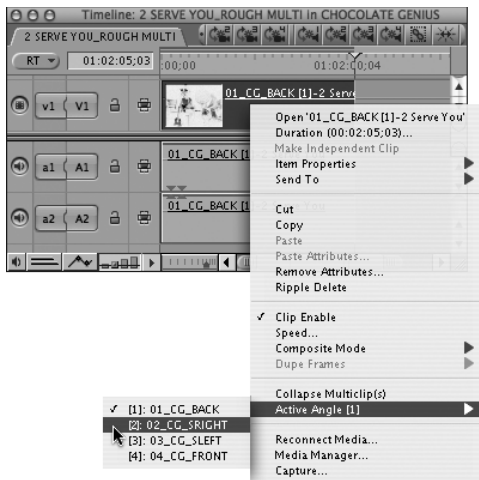 Timeline: 2 SERVE YOU_ROUGH MULTI in CHOCOLATE GENIUS
2 SERVE YOU_ROUGH MULTI
RT
01:02:05;03
:00;00
01:02:00;04
v1
V1
01_CG_BACK [1]-2 Serve
a1
A1
01_CG_BACK [1
a2
A2
01_CG_BACK [1
Open '01_CG_BACK [1]-2 Serve You'
Duration (00:02:05;03)...
Make Independent Clip
Item Properties
Send To
Cut
Copy
Paste
Paste Attributes...
Remove Attributes...
Ripple Delete
✓ Clip Enable
Speed...
Composite Mode
Dupe Frames
Collapse Multiclip(s)
Active Angle [1]
Reconnect Media...
Media Manager...
Capture...
✓ [1]: 01_CG_BACK
[2]: 02_CG_SRIGHT
[3]: 03_CG_SLEFT
[4]: 04_CG_FRONT